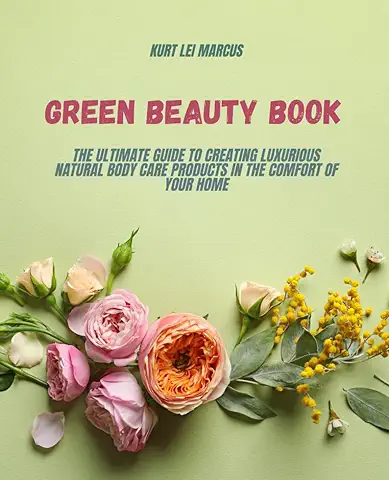 KURT LEI MARCUS
GREEN BEAUTY BOOK
THE ULTIMATE GUIDE TO CREATING LUXURIOUS
NATURAL BODY CARE PRODUCTS IN THE COMFORT OF
YOUR HOME